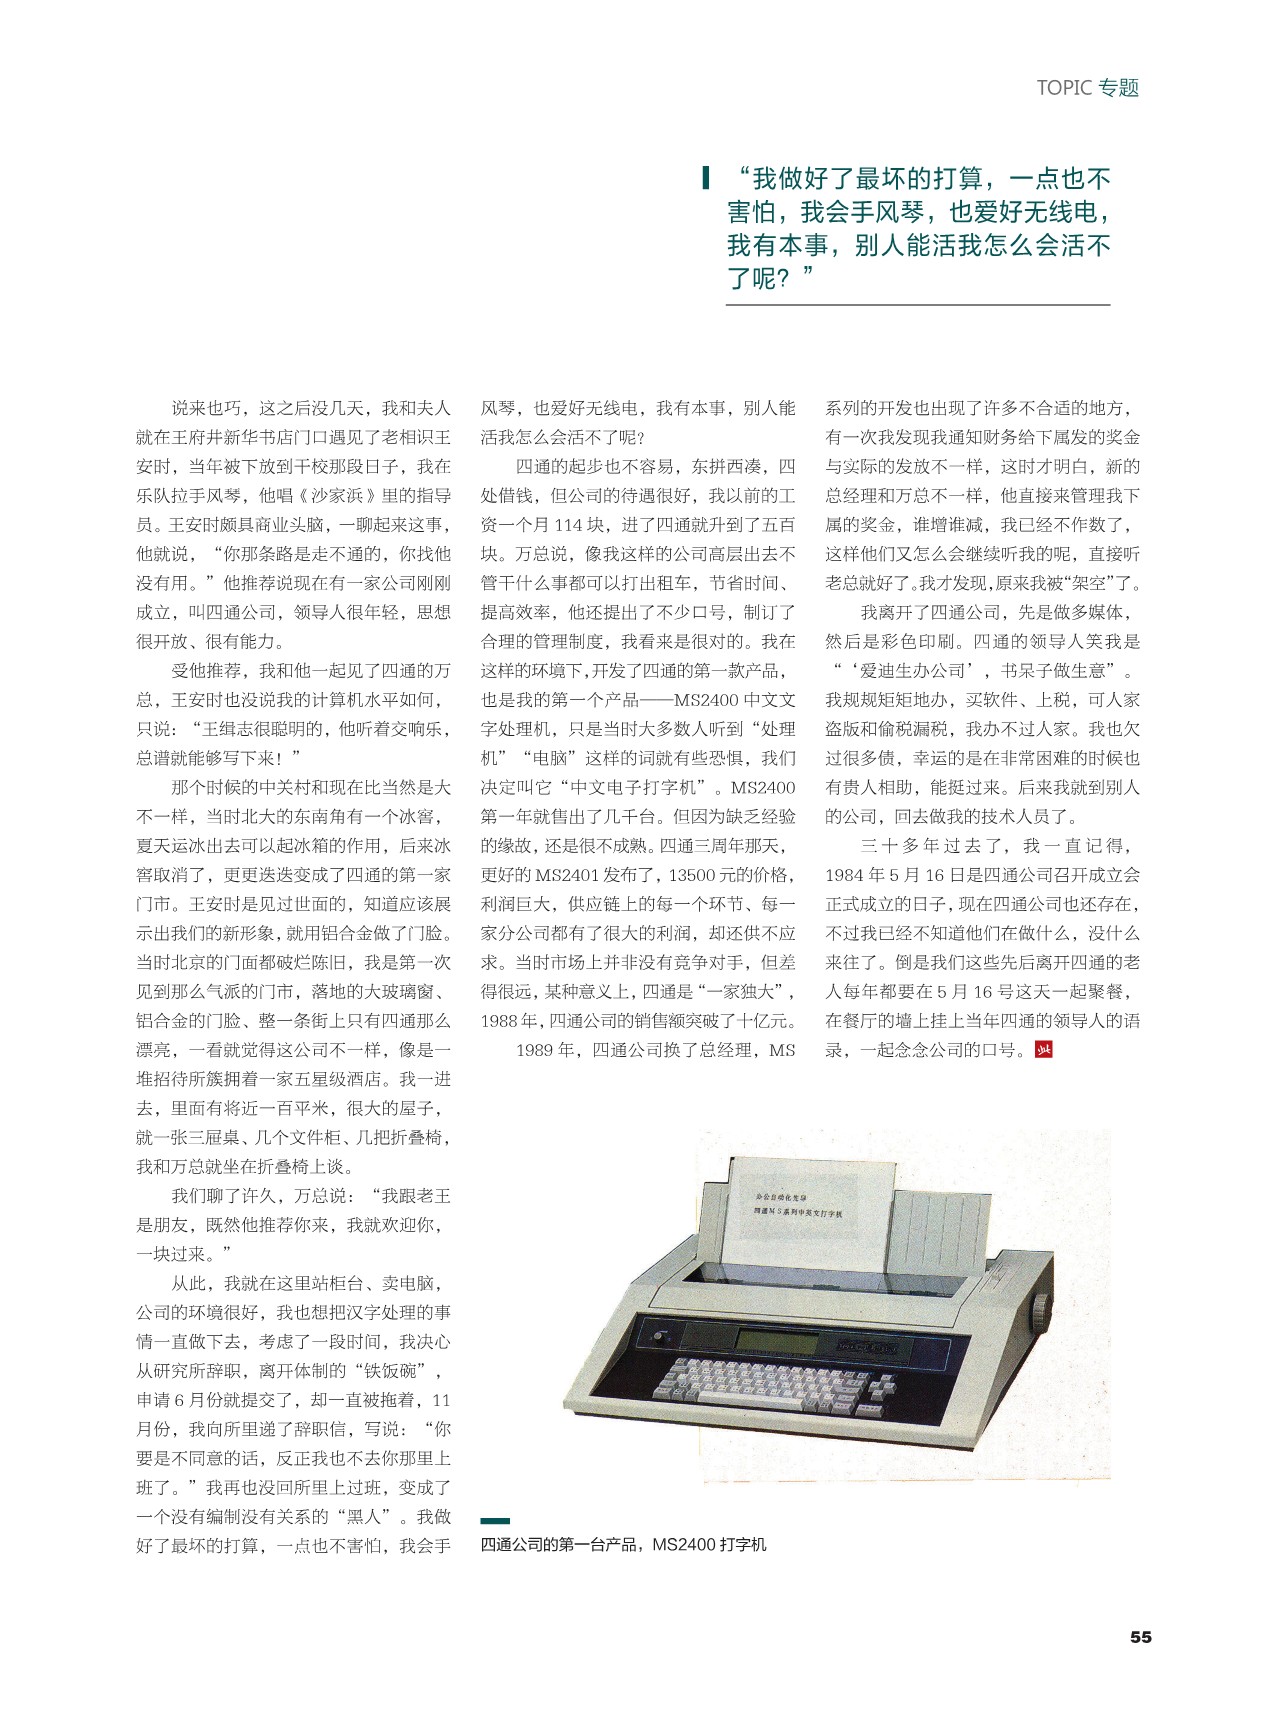 TOPIC 专题
“我做好了最坏的打算，一点也不
害怕，我会手风琴，也爱好无线电，
我有本事，别人能活我怎么会活不
了呢？”
说来也巧，这之后没几天，我和夫人
就在王府井新华书店门口遇见了老相识王
安时，当年被下放到干校那段日子，我在
乐队拉手风琴，他唱《沙家浜》里的指导
员。王安时颇具商业头脑，一聊起来这事，
他就说，“你那条路是走不通的，你找他
没有用。”他推荐说现在有一家公司刚刚
成立，叫四通公司，领导人很年轻，思想
很开放、很有能力。
受他推荐，我和他一起见了四通的万
总，王安时也没说我的计算机水平如何，
只说：“王缉志很聪明的，他听着交响乐，
总谱就能够写下来！”
那个时候的中关村和现在比当然是大
不一样，当时北大的东南角有一个冰窖，
夏天运冰出去可以起冰箱的作用，后来冰
窖取消了，更更迭迭变成了四通的第一家
门市。王安时是见过世面的，知道应该展
示出我们的新形象，就用铝合金做了门脸。
当时北京的门面都破烂陈旧，我是第一次
见到那么气派的门市，落地的大玻璃窗、
铝合金的门脸、整一条街上只有四通那么
漂亮，一看就觉得这公司不一样，像是一
堆招待所簇拥着一家五星级酒店。我一进
去，里面有将近一百平米，很大的屋子，
就一张三屉桌、几个文件柜、几把折叠椅，
我和万总就坐在折叠椅上谈。
我们聊了许久，万总说：“我跟老王
是朋友，既然他推荐你来，我就欢迎你，
一块过来。”
从此，我就在这里站柜台、卖电脑，
公司的环境很好，我也想把汉字处理的事
情一直做下去，考虑了一段时间，我决心
从研究所辞职，离开体制的“铁饭碗”，
申请 6 月份就提交了，却一直被拖着，11
月份，我向所里递了辞职信，写说：“你
要是不同意的话，反正我也不去你那里上
班了。”我再也没回所里上过班，变成了
一个没有编制没有关系的“黑人”。我做
好了最坏的打算，一点也不害怕，我会手
风琴，也爱好无线电，我有本事，别人能
活我怎么会活不了呢？
四通的起步也不容易，东拼西凑，四
处借钱，但公司的待遇很好，我以前的工
资一个月 114 块，进了四通就升到了五百
块。万总说，像我这样的公司高层出去不
管干什么事都可以打出租车，节省时间、
提高效率，他还提出了不少口号，制订了
合理的管理制度，我看来是很对的。我在
这样的环境下，开发了四通的第一款产品，
也是我的第一个产品——MS2400 中文文
字处理机，只是当时大多数人听到“处理
机”“电脑”这样的词就有些恐惧，我们
决定叫它“中文电子打字机”。MS2400
第一年就售出了几千台。但因为缺乏经验
的缘故，还是很不成熟。四通三周年那天，
更好的 MS2401 发布了，13500 元的价格，
利润巨大，供应链上的每一个环节、每一
家分公司都有了很大的利润，却还供不应
求。当时市场上并非没有竞争对手，但差
得很远，某种意义上，四通是“一家独大”，
1988 年，四通公司的销售额突破了十亿元。
1989 年，四通公司换了总经理，MS
系列的开发也出现了许多不合适的地方，
有一次我发现我通知财务给下属发的奖金
与实际的发放不一样，这时才明白，新的
总经理和万总不一样，他直接来管理我下
属的奖金，谁增谁减，我已经不作数了，
这样他们又怎么会继续听我的呢，直接听
老总就好了。我才发现，原来我被“架空”了。
我离开了四通公司，先是做多媒体，
然后是彩色印刷。四通的领导人笑我是
“‘爱迪生办公司’，书呆子做生意”。
我规规矩矩地办，买软件、上税，可人家
盗版和偷税漏税，我办不过人家。我也欠
过很多债，幸运的是在非常困难的时候也
有贵人相助，能挺过来。后来我就到别人
的公司，回去做我的技术人员了。
三十多年过去了，我一直记得，
1984 年 5 月 16 日是四通公司召开成立会
正式成立的日子，现在四通公司也还存在，
不过我已经不知道他们在做什么，没什么
来往了。倒是我们这些先后离开四通的老
人每年都要在 5 月 16 号这天一起聚餐，
在餐厅的墙上挂上当年四通的领导人的语
录，一起念念公司的口号。
办公自动化先导
四通MS系列中英文打字机
四通公司的第一台产品，MS2400 打字机
55